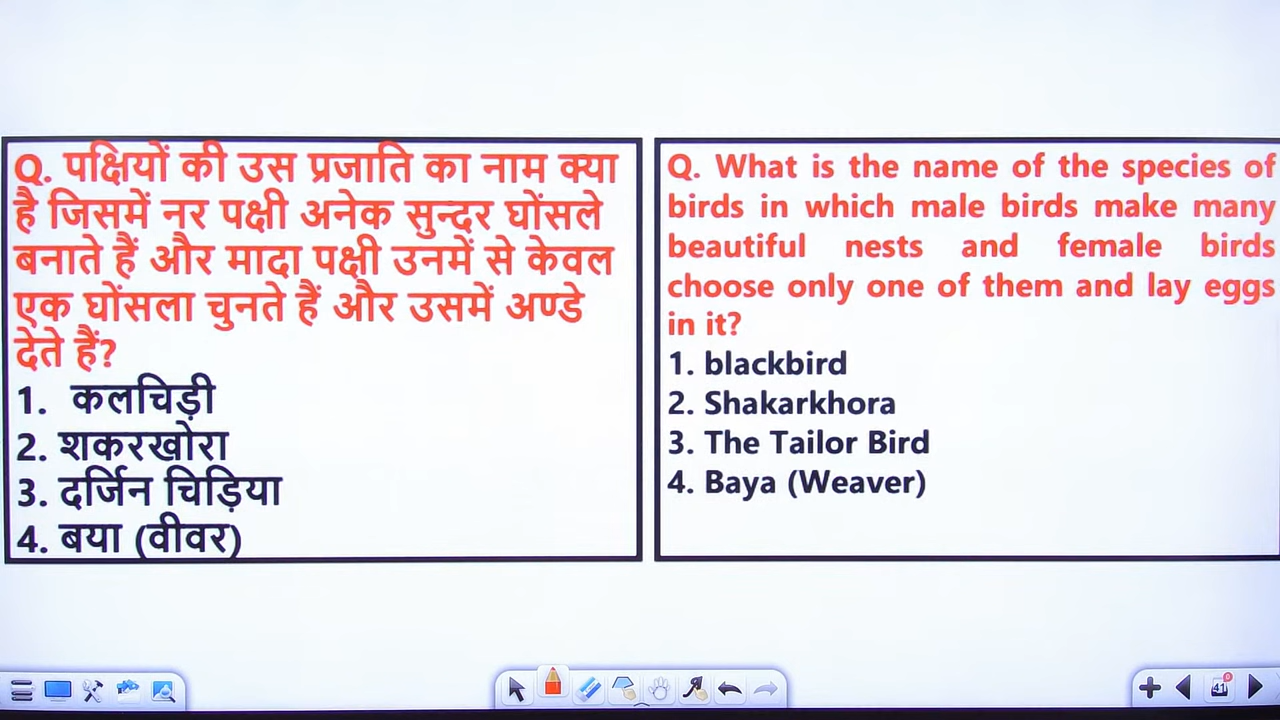 Q. पक्षियों की उस प्रजाति का नाम क्या
है जिसमें नर पक्षी अनेक सुन्दर घोंसले
बनाते हैं और मादा पक्षी उनमें से केवल
एक घोंसला चुनते हैं और उसमें अण्डे
देते हैं?
1. कलचिड़ी
2. शकरखोरा
3. दर्जिन चिड़िया
4. बया (वीवर)
Q. What is the name of the species of
birds in which male birds make many
beautiful nests and female birds
choose only one of them and lay eggs
in it?
1. blackbird
2. Shakarkhora
3. The Tailor Bird
4. Baya (Weaver)
41
0